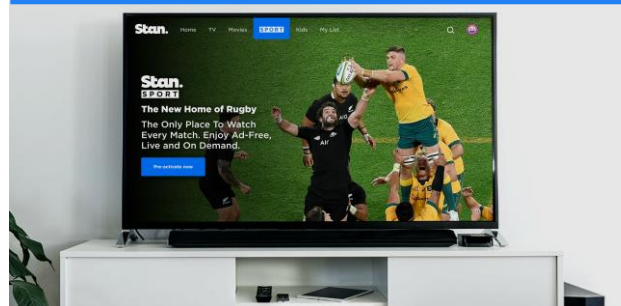 Stan. Home TV Movies SPORT Kids My List
Stan.
SPORT
The New Home of Rugby
The Only Place To Watch
Every Match. Enjoy Ad-Free,
Live and On Demand.
Pre-activate now
AIG